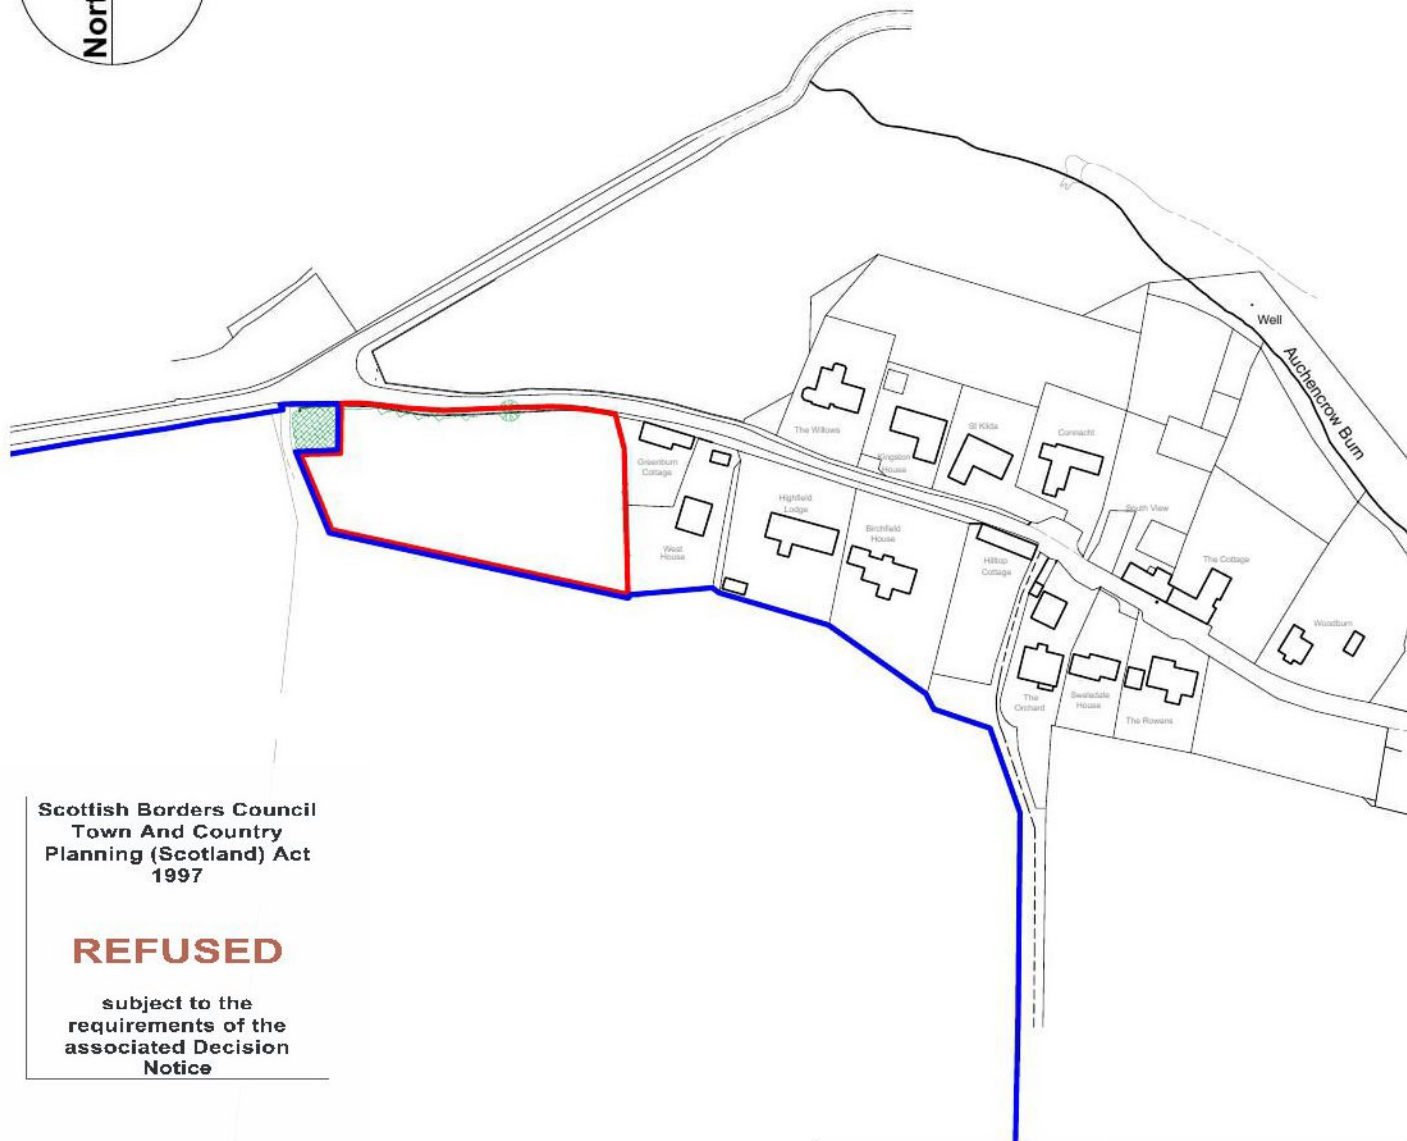 Nort
Well
Auchencrow Burn
The Willows
Kingston
House
St Kilda
Connacht
Greenburn
Cottage
West
House
Highfield
Lodge
Birchfield
House
Hilltop
Cottage
South View
The Cottage
Woodburn
The
Orchard
Swaledale
House
The Rowans
Scottish Borders Council
Town And Country
Planning (Scotland) Act
1997
REFUSED
subject to the
requirements of the
associated Decision
Notice